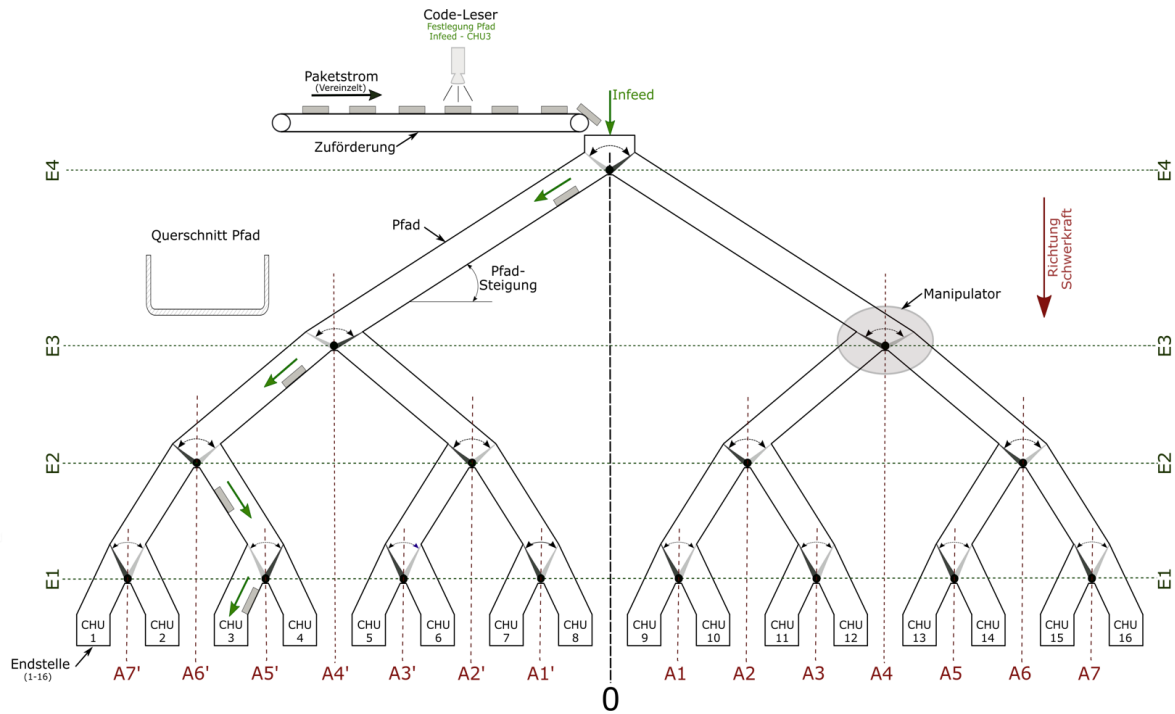 Code-Leser
Festlegung Pfad
Infeed - CHU3
Paketstrom
(Vereinzelt)
Infeed
Zuförderung
E4
E4
Querschnitt Pfad
Pfad
Pfad-
Steigung
Richtung
Schwerkraft
Manipulator
E3
E3
E2
E2
E1
E1
CHU
1
CHU
2
CHU
3
CHU
4
CHU
5
CHU
6
CHU
7
CHU
8
CHU
9
CHU
10
CHU
11
CHU
12
CHU
13
CHU
14
CHU
15
CHU
16
Endstelle
(1-16)
A7'
A6'
A5'
A4'
A3'
A2'
A1'
0
A1
A2
A3
A4
A5
A6
A7